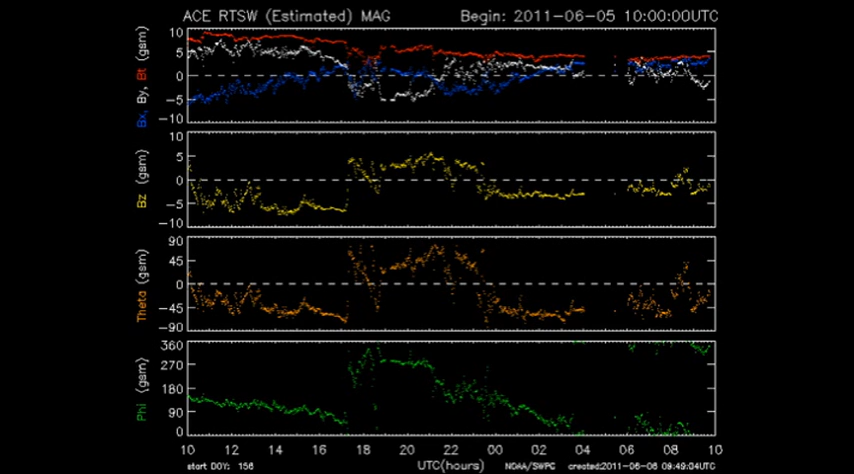 ACE RTSW (Estimated) MAG Begin: 2011-06-05 10:00:00UTC
Bx, By, Bt (gsm)
10
5
0
-5
-10
Bz (gsm)
10
5
0
-5
-10
Theta (gsm)
90
45
0
-45
-90
Phi (gsm)
360
270
180
90
0
10 12 14 16 18 20 22 00 02 04 06 08 10
start DOY: 156 UTC(hours) NOAA/SWPC created:2011-06-06 09:49:04UTC